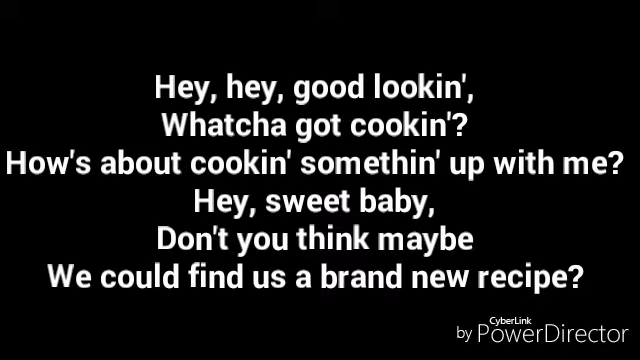 Hey, hey, good lookin',
Whatcha got cookin'?
How's about cookin' somethin' up with me?
Hey, sweet baby,
Don't you think maybe
We could find us a brand new recipe?
CyberLink
by PowerDirector